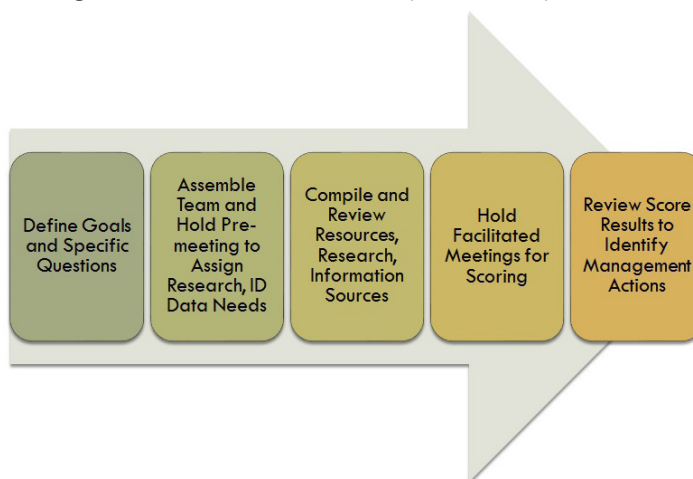 Define Goals
and Specific
Questions
Assemble
Team and
Hold Pre-
meeting to
Assign
Research, ID
Data Needs
Compile and
Review
Resources,
Research,
Information
Sources
Hold
Facilitated
Meetings for
Scoring
Review Score
Results to
Identify
Management
Actions